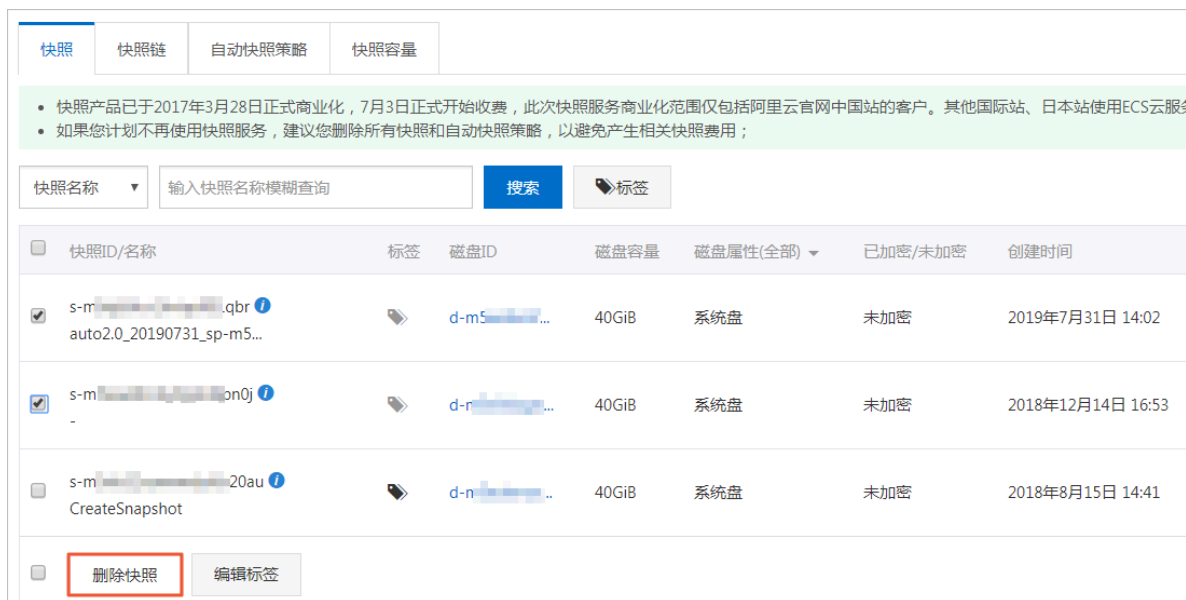 快照 快照链 自动快照策略 快照容量
• 快照产品已于2017年3月28日正式商业化，7月3日正式开始收费，此次快照服务商业化范围仅包括阿里云官网中国站的客户。其他国际站、日本站使用ECS云服
• 如果您计划不再使用快照服务，建议您删除所有快照和自动快照策略，以避免产生相关快照费用；
快照名称 ▼ 输入快照名称模糊查询 搜索 标签
快照ID/名称 标签 磁盘ID 磁盘容量 磁盘属性(全部) 已加密/未加密 创建时间
s-m .qbr
auto2.0_20190731_sp-m5... d-m5 ... 40GiB 系统盘 未加密 2019年7月31日 14:02
s-m pn0j
- d- ... 40GiB 系统盘 未加密 2018年12月14日 16:53
s-m 20au
CreateSnapshot d- .. 40GiB 系统盘 未加密 2018年8月15日 14:41
删除快照 编辑标签